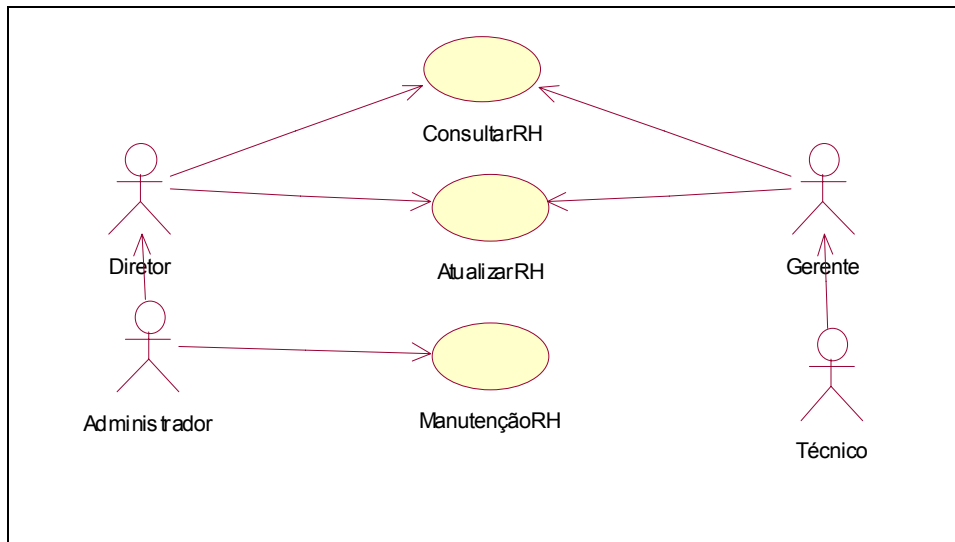 ConsultarRH
Diretor
AtualizarRH
Gerente
Administrador
ManutençãoRH
Técnico